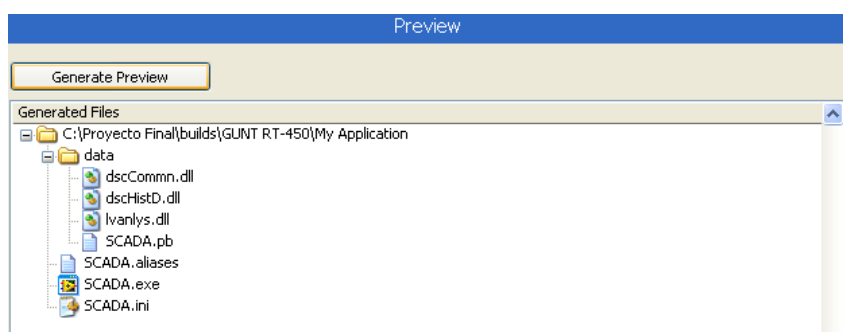 Preview
Generate Preview
Generated Files
C:\Proyecto Final\builds\GUNT RT-450\My Application
data
dscCommn.dll
dscHistD.dll
lvanlys.dll
SCADA.pb
SCADA.aliases
SCADA.exe
SCADA.ini